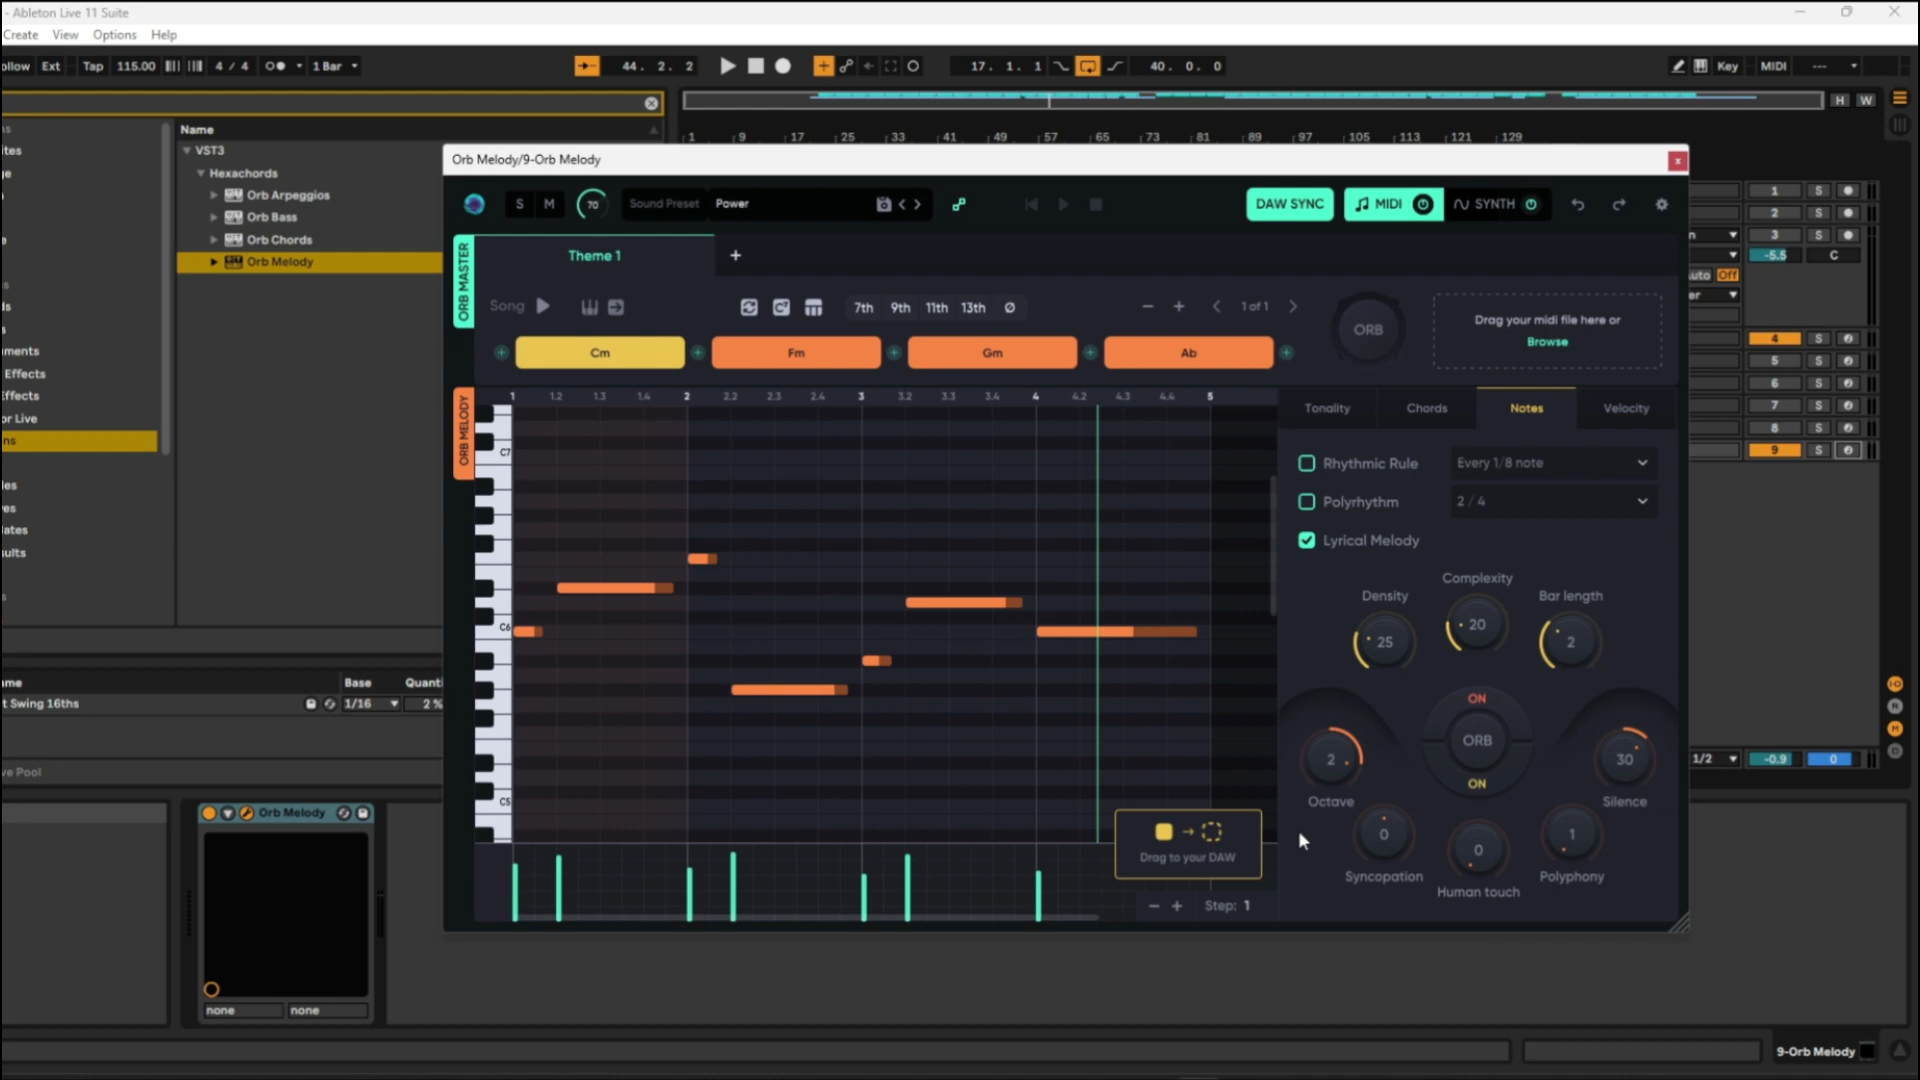 - Ableton Live 11 Suite
Create View Options Help
ollow Ext Tap 115.00 4 / 4 1 Bar 44. 2. 2 17. 1. 1 40. 0. 0 Key MIDI ---
H W
Name
1 9 17 25 33 41 49 57 65 73 81 89 97 105 113 121 129
VST3
Hexachords
Orb Arpeggios
Orb Bass
Orb Chords
Orb Melody
ites
ments
Effects
Effects
or Live
ns
les
es
lates
sults
Orb Melody/9-Orb Melody
x
S M 70 Sound Preset Power DAW SYNC MIDI SYNTH
ORB MASTER
Theme 1 +
Song 7th 9th 11th 13th Ø - + 1 of 1
ORB
Drag your midi file here or
Browse
Cm Fm Gm Ab
ORB MELODY
1 1.2 1.3 1.4 2 2.2 2.3 2.4 3 3.2 3.3 3.4 4 4.2 4.3 4.4 5
C7
C6
C5
Tonality Chords Notes Velocity
Rhythmic Rule Every 1/8 note
Polyrhythm 2 / 4
Lyrical Melody
Complexity
Density Bar length
25 20 2
ON
ORB
ON
2 30
Octave Silence
0 0 1
Syncopation Human touch Polyphony
Drag to your DAW
- + Step: 1
1 S
2 S
3 S
-5.5 C
uto Off
er
4 S
5 S
6 S
7 S
8 S
9 S
1/2 -0.9 0
ame Base Quanti
t Swing 16ths 1/16 2 %
ve Pool
Orb Melody
none none
9-Orb Melody